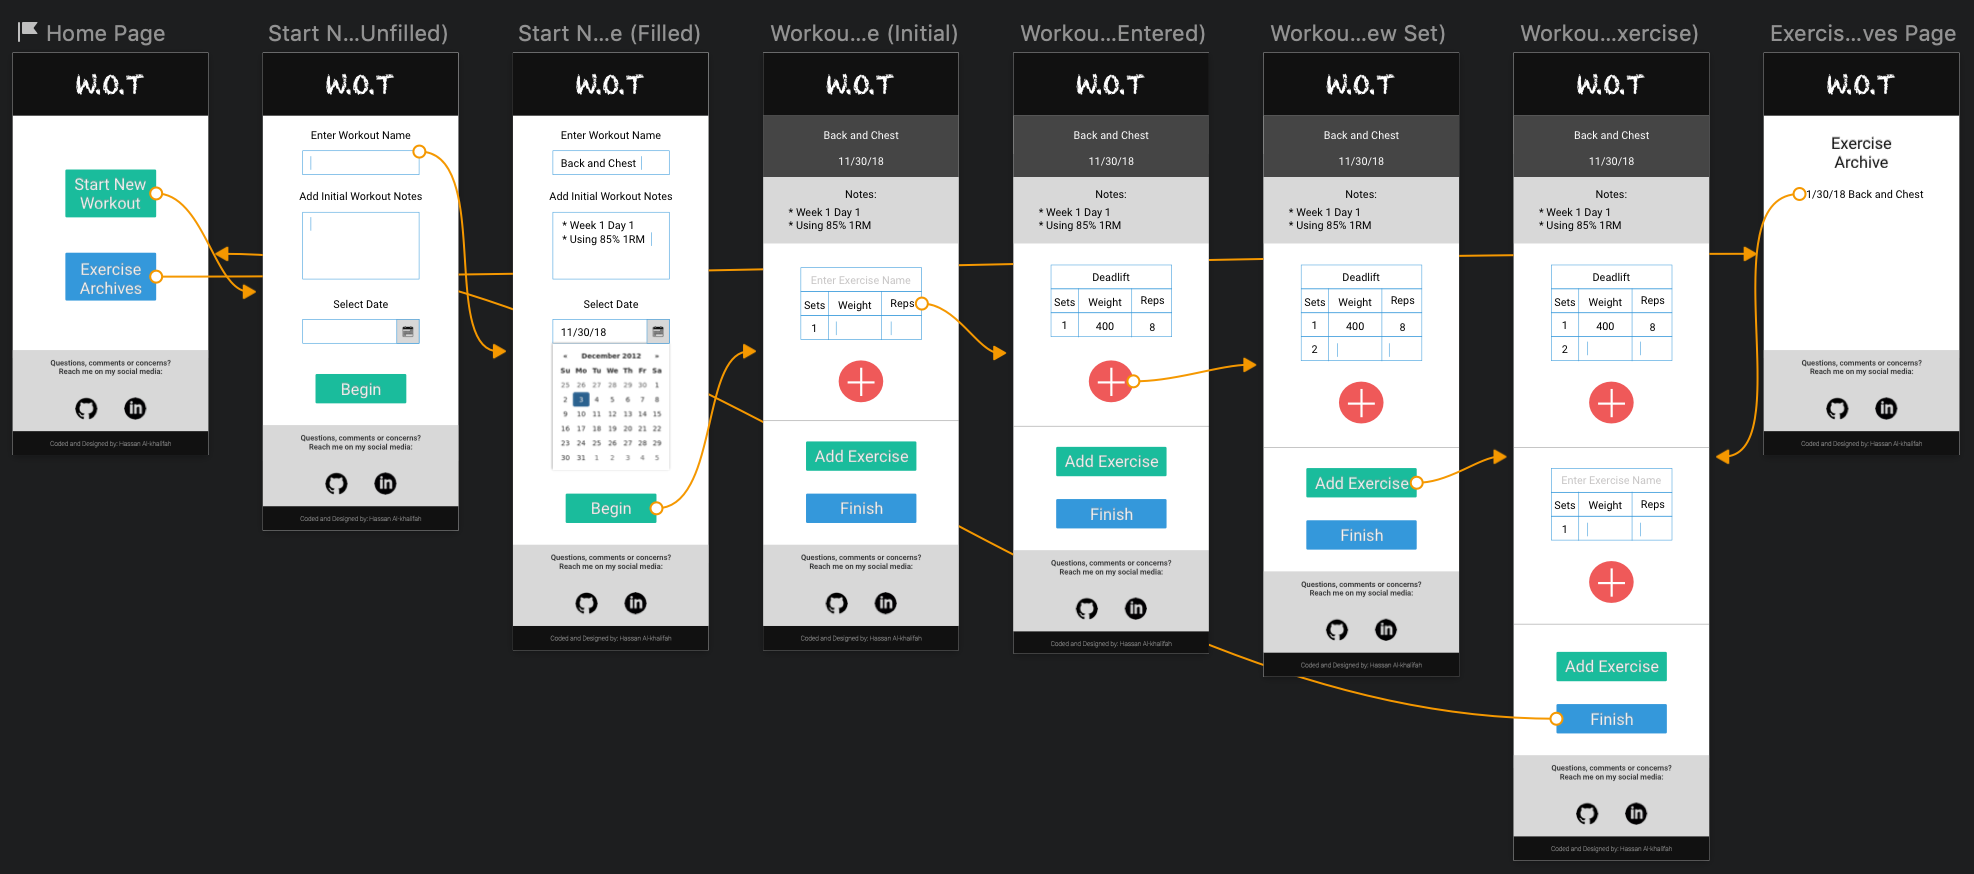 Home Page
W.O.T
Start New
Workout
Exercise
Archives
Questions, comments or concerns?
Reach me on my social media:
in
Coded and Designed by: Hassan Al-khalifah
Start N...Unfilled)
W.O.T
Enter Workout Name
Add Initial Workout Notes
Select Date
Begin
Questions, comments or concerns?
Reach me on my social media:
in
Coded and Designed by: Hassan Al-khalifah
Start N...e (Filled)
W.O.T
Enter Workout Name
Back and Chest
Add Initial Workout Notes
* Week 1 Day 1
* Using 85% 1RM
Select Date
11/30/18
« December 2012 »
Su Mo Tu We Th Fr Sa
25 26 27 28 29 30 1
2 3 4 5 6 7 8
9 10 11 12 13 14 15
16 17 18 19 20 21 22
23 24 25 26 27 28 29
30 31 1 2 3 4 5
Begin
Questions, comments or concerns?
Reach me on my social media:
in
Coded and Designed by: Hassan Al-khalifah
Workou...e (Initial)
W.O.T
Back and Chest
11/30/18
Notes:
* Week 1 Day 1
* Using 85% 1RM
Enter Exercise Name
Sets Weight Reps
1
Add Exercise
Finish
Questions, comments or concerns?
Reach me on my social media:
in
Coded and Designed by: Hassan Al-khalifah
Workou...Entered)
W.O.T
Back and Chest
11/30/18
Notes:
* Week 1 Day 1
* Using 85% 1RM
Deadlift
Sets Weight Reps
1 400 8
Add Exercise
Finish
Questions, comments or concerns?
Reach me on my social media:
in
Coded and Designed by: Hassan Al-khalifah
Workou...ew Set)
W.O.T
Back and Chest
11/30/18
Notes:
* Week 1 Day 1
* Using 85% 1RM
Deadlift
Sets Weight Reps
1 400 8
2
Add Exercise
Finish
Questions, comments or concerns?
Reach me on my social media:
in
Coded and Designed by: Hassan Al-khalifah
Workou...xercise)
W.O.T
Back and Chest
11/30/18
Notes:
* Week 1 Day 1
* Using 85% 1RM
Deadlift
Sets Weight Reps
1 400 8
2
Enter Exercise Name
Sets Weight Reps
1
Add Exercise
Finish
Questions, comments or concerns?
Reach me on my social media:
in
Coded and Designed by: Hassan Al-khalifah
Exercis...ves Page
W.O.T
Exercise
Archive
1/30/18 Back and Chest
Questions, comments or concerns?
Reach me on my social media:
in
Coded and Designed by: Hassan Al-khalifah